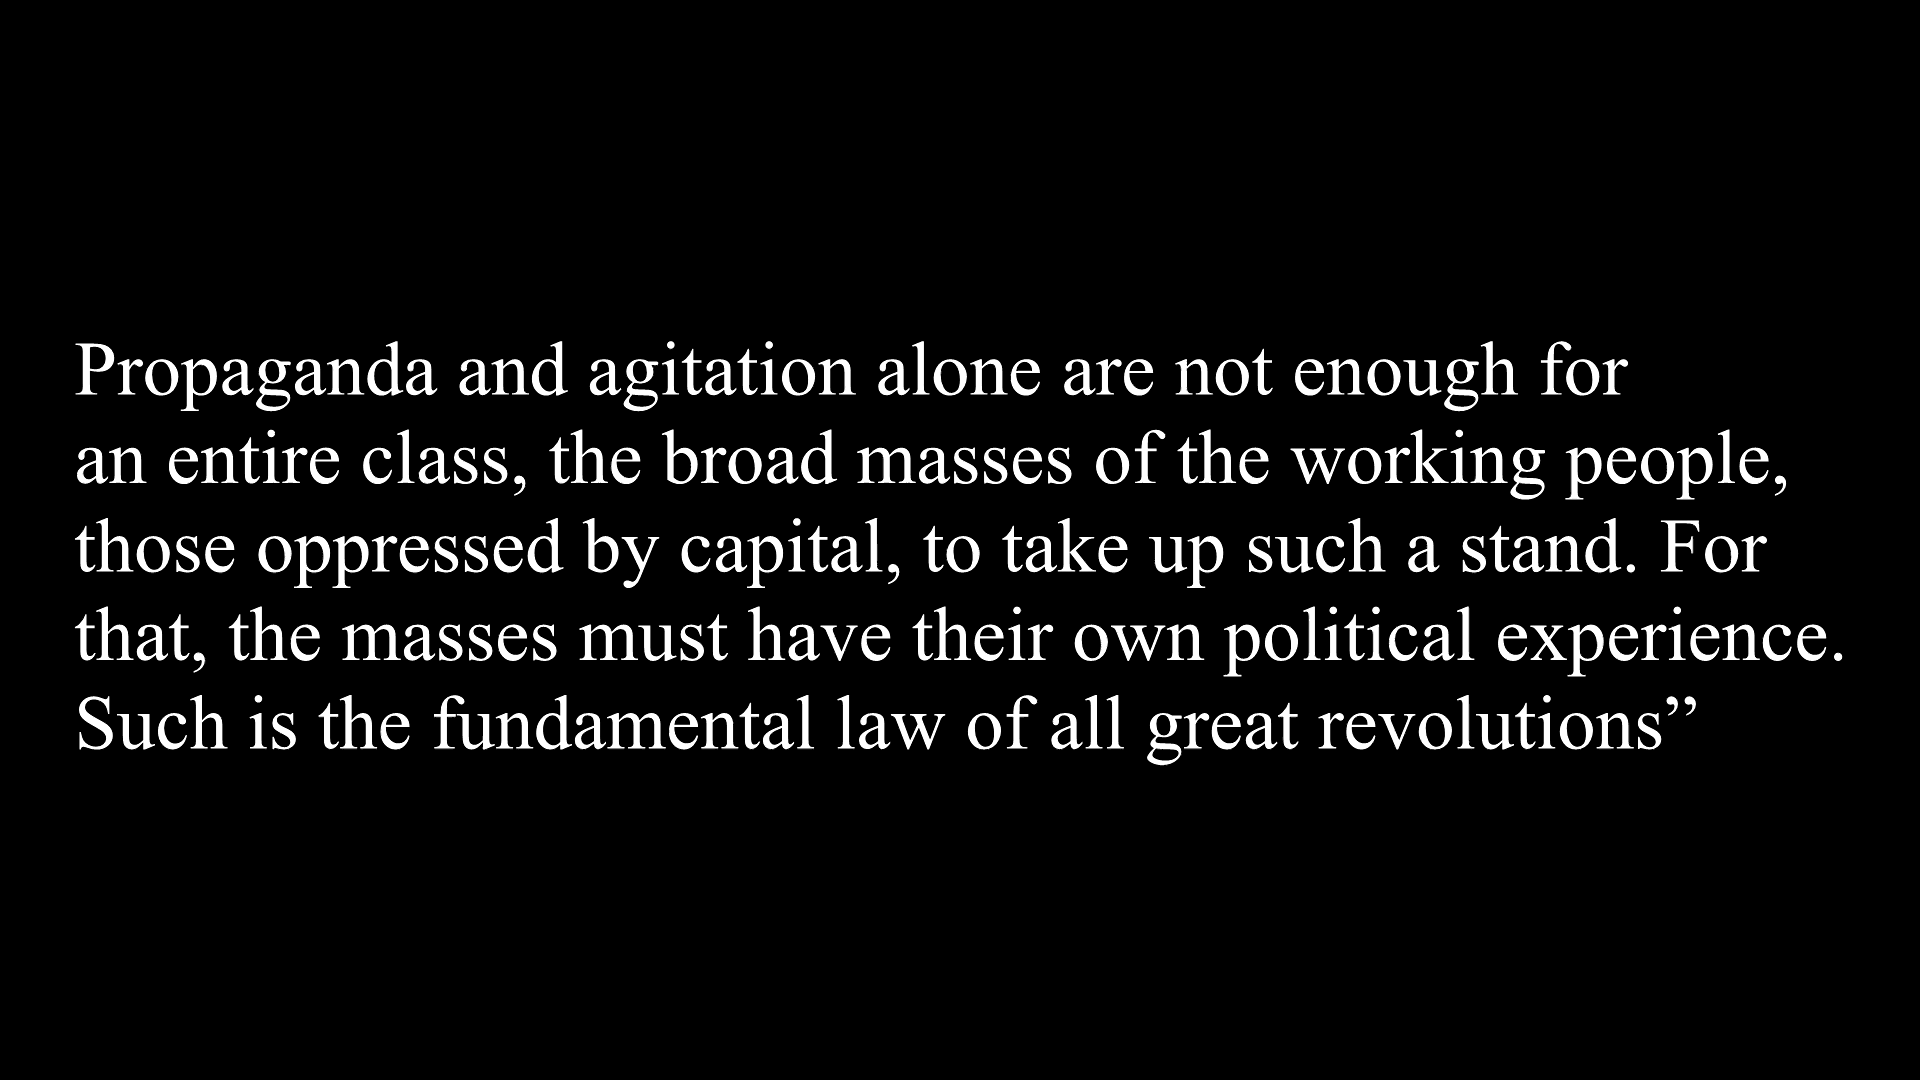 Propaganda and agitation alone are not enough for
an entire class, the broad masses of the working people,
those oppressed by capital, to take up such a stand. For
that, the masses must have their own political experience.
Such is the fundamental law of all great revolutions”